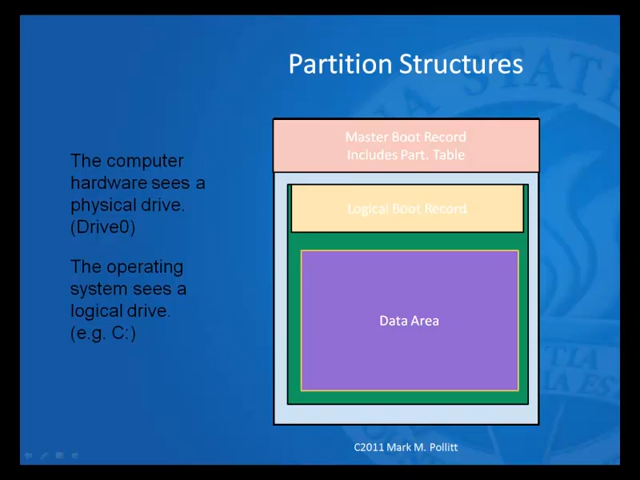 Partition Structures
The computer
hardware sees a
physical drive.
(Drive0)
The operating
system sees a
logical drive.
(e.g. C:)
Master Boot Record
Includes Part. Table
Logical Boot Record
Data Area
C2011 Mark M. Pollitt